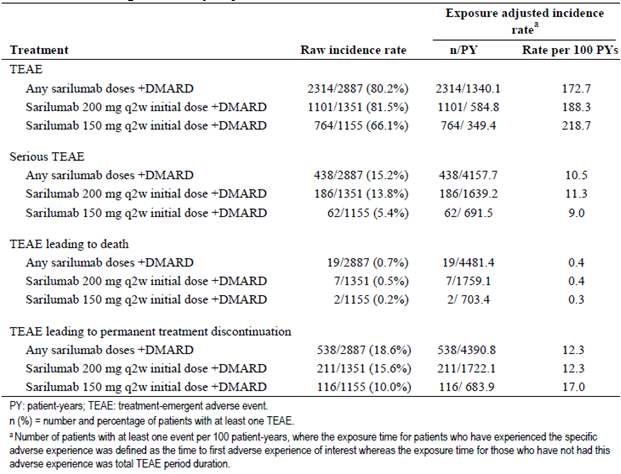 Exposure adjusted incidence
rateᵃ
Treatment Raw incidence rate n/PY Rate per 100 PYs
TEAE
Any sarilumab doses +DMARD 2314/2887 (80.2%) 2314/1340.1 172.7
Sarilumab 200 mg q2w initial dose +DMARD 1101/1351 (81.5%) 1101/ 584.8 188.3
Sarilumab 150 mg q2w initial dose +DMARD 764/1155 (66.1%) 764/ 349.4 218.7
Serious TEAE
Any sarilumab doses +DMARD 438/2887 (15.2%) 438/4157.7 10.5
Sarilumab 200 mg q2w initial dose +DMARD 186/1351 (13.8%) 186/1639.2 11.3
Sarilumab 150 mg q2w initial dose +DMARD 62/1155 (5.4%) 62/ 691.5 9.0
TEAE leading to death
Any sarilumab doses +DMARD 19/2887 (0.7%) 19/4481.4 0.4
Sarilumab 200 mg q2w initial dose +DMARD 7/1351 (0.5%) 7/1759.1 0.4
Sarilumab 150 mg q2w initial dose +DMARD 2/1155 (0.2%) 2/ 703.4 0.3
TEAE leading to permanent treatment discontinuation
Any sarilumab doses +DMARD 538/2887 (18.6%) 538/4390.8 12.3
Sarilumab 200 mg q2w initial dose +DMARD 211/1351 (15.6%) 211/1722.1 12.3
Sarilumab 150 mg q2w initial dose +DMARD 116/1155 (10.0%) 116/ 683.9 17.0
PY: patient-years; TEAE: treatment-emergent adverse event.
n (%) = number and percentage of patients with at least one TEAE.
ᵃ Number of patients with at least one event per 100 patient-years, where the exposure time for patients who have experienced the specific
adverse experience was defined as the time to first adverse experience of interest whereas the exposure time for those who have not had this
adverse experience was total TEAE period duration.